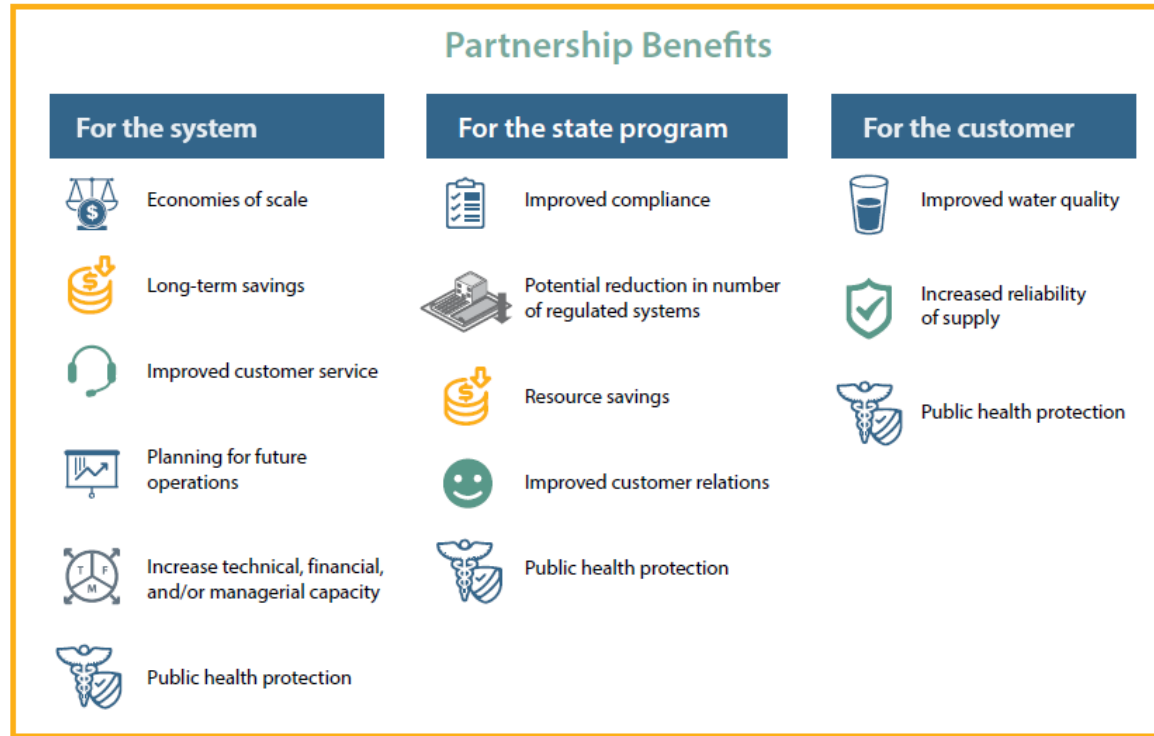 Partnership Benefits
For the system
Economies of scale
Long-term savings
Improved customer service
Planning for future
operations
T F
M
Increase technical, financial,
and/or managerial capacity
Public health protection
For the state program
Improved compliance
Potential reduction in number
of regulated systems
Resource savings
Improved customer relations
Public health protection
For the customer
Improved water quality
Increased reliability
of supply
Public health protection